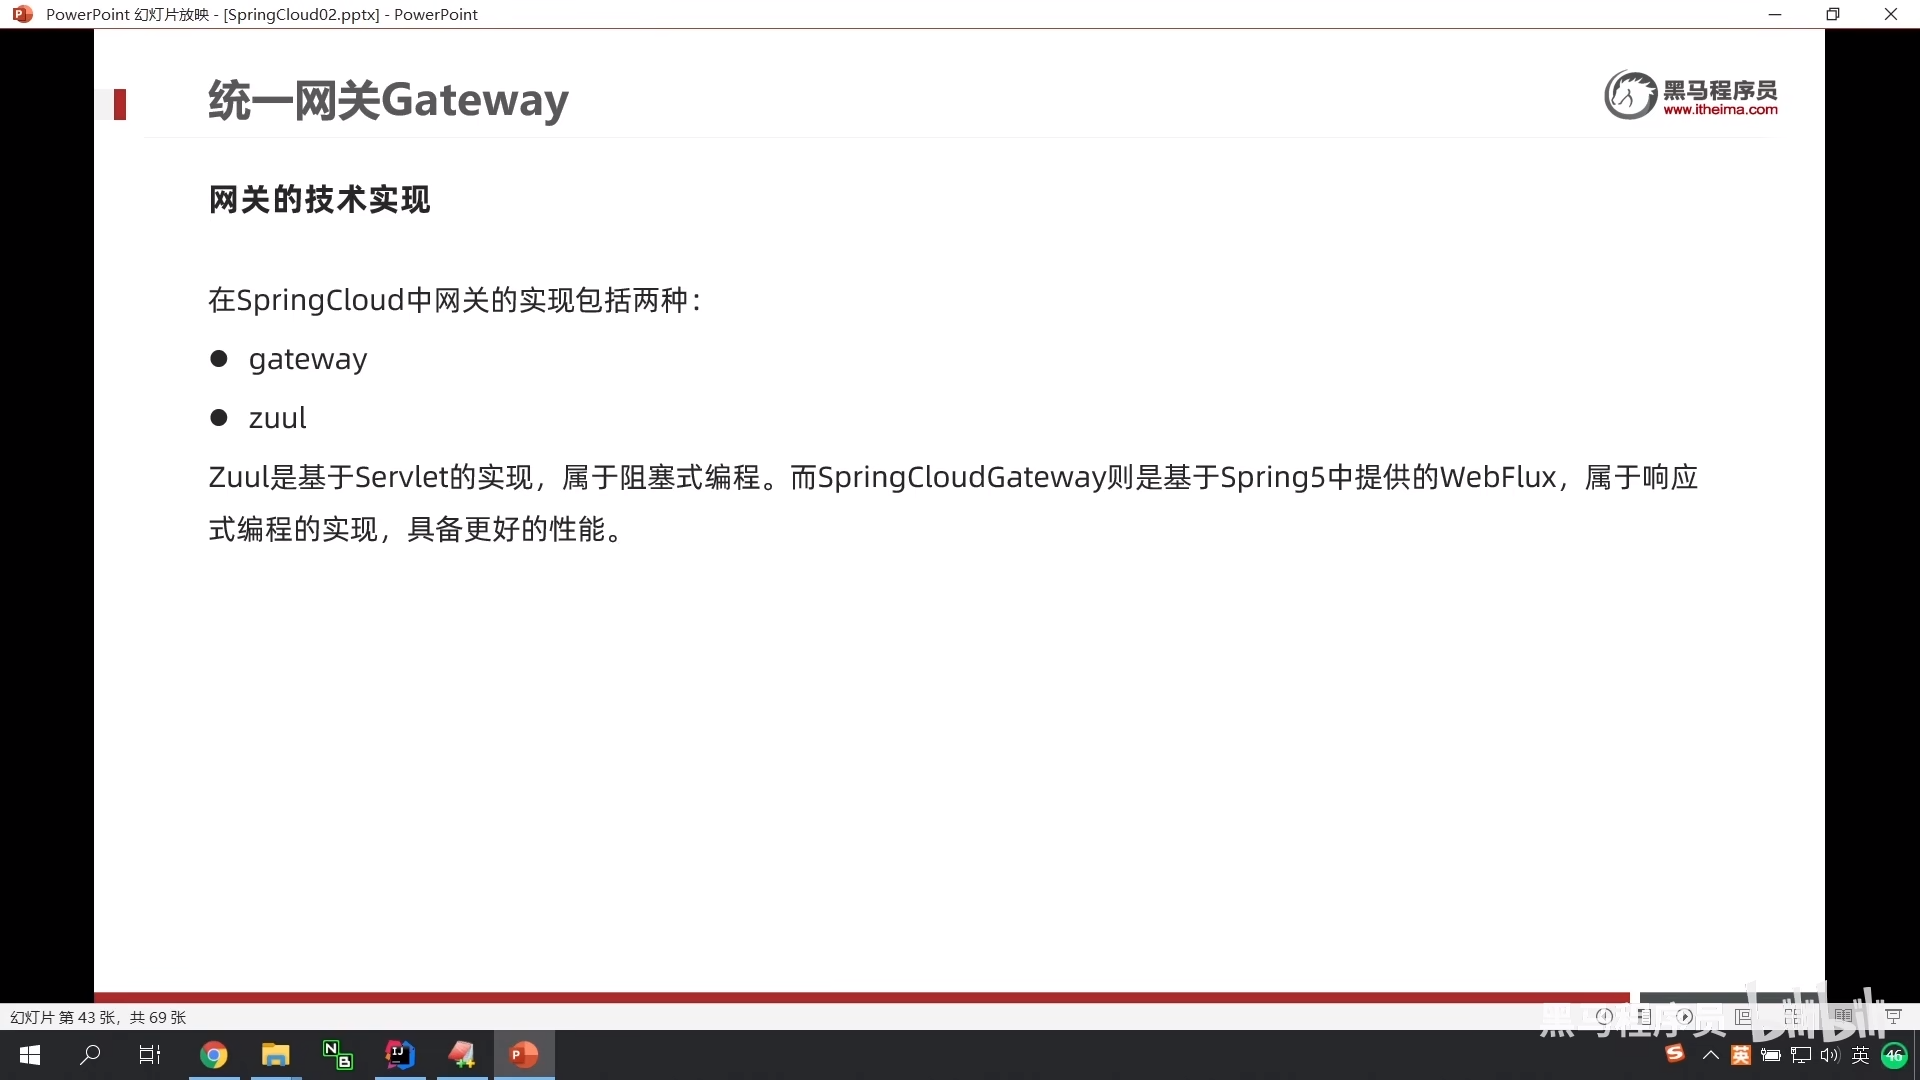 PowerPoint 幻灯片放映 - [SpringCloud02.pptx] - PowerPoint
统一网关Gateway
黑马程序员
www.itheima.com
网关的技术实现
在SpringCloud中网关的实现包括两种：
gateway
zuul
Zuul是基于Servlet的实现，属于阻塞式编程。而SpringCloudGateway则是基于Spring5中提供的WebFlux，属于响应
式编程的实现，具备更好的性能。
幻灯片 第 43 张，共 69 张
黑马程序员 bilibili
英 英 46